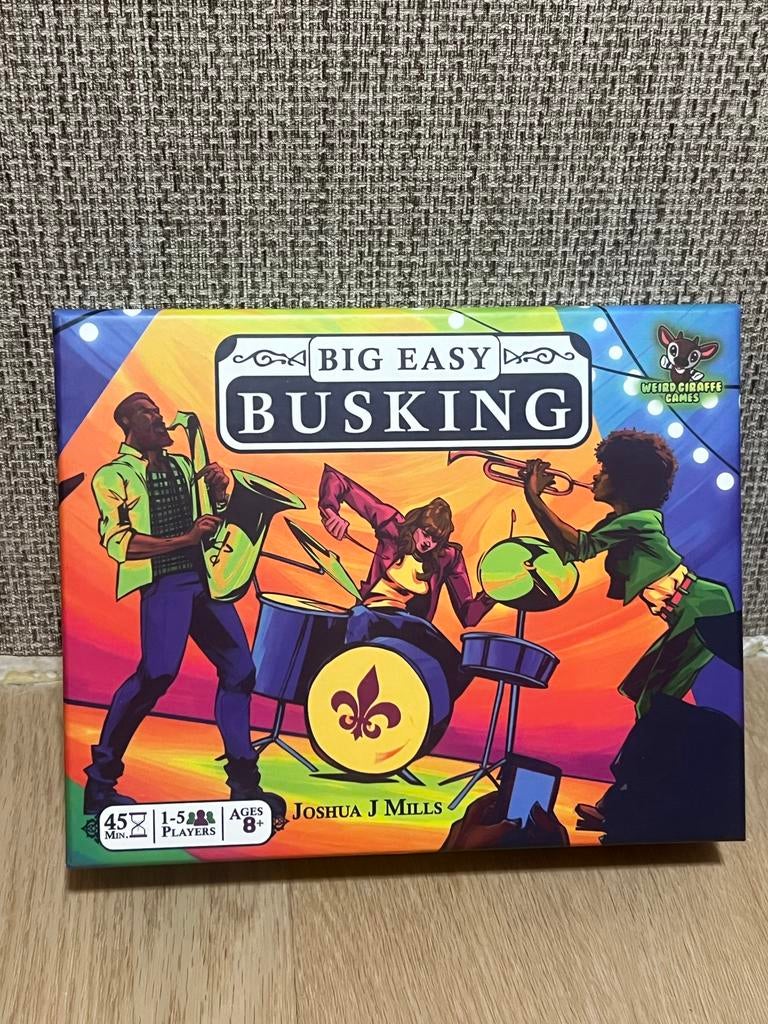 BIG EASY
BUSKING
WEIRD GIRAFFE
GAMES
45
MIN.
1-5
PLAYERS
AGES
8+
JOSHUA J MILLS